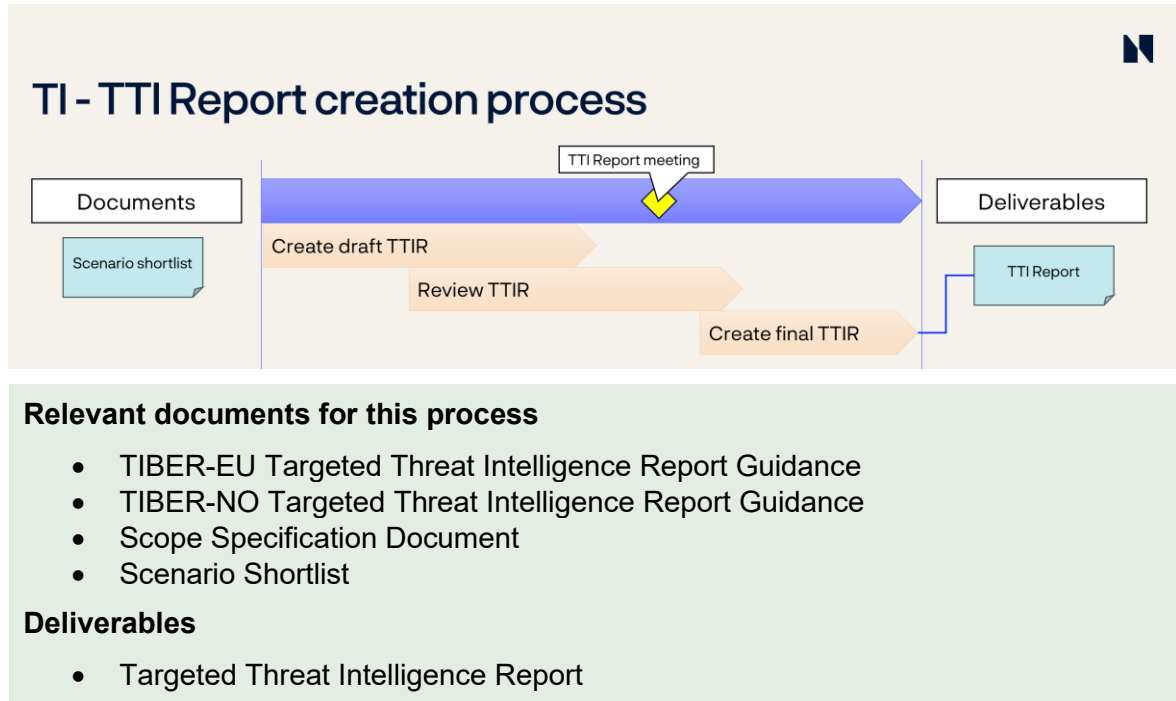 TI - TTI Report creation process
TTI Report meeting
Documents
Deliverables
Scenario shortlist
Create draft TTIR
TTI Report
Review TTIR
Create final TTIR
Relevant documents for this process
• TIBER-EU Targeted Threat Intelligence Report Guidance
• TIBER-NO Targeted Threat Intelligence Report Guidance
• Scope Specification Document
• Scenario Shortlist
Deliverables
• Targeted Threat Intelligence Report